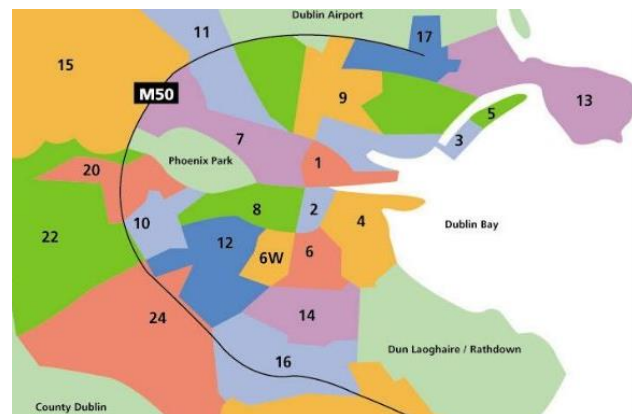 Dublin Airport
11
17
15
M50
9
13
5
7
3
Phoenix Park
1
20
8
2
4
10
Dublin Bay
22
12
6W
6
24
14
Dun Laoghaire / Rathdown
16
County Dublin